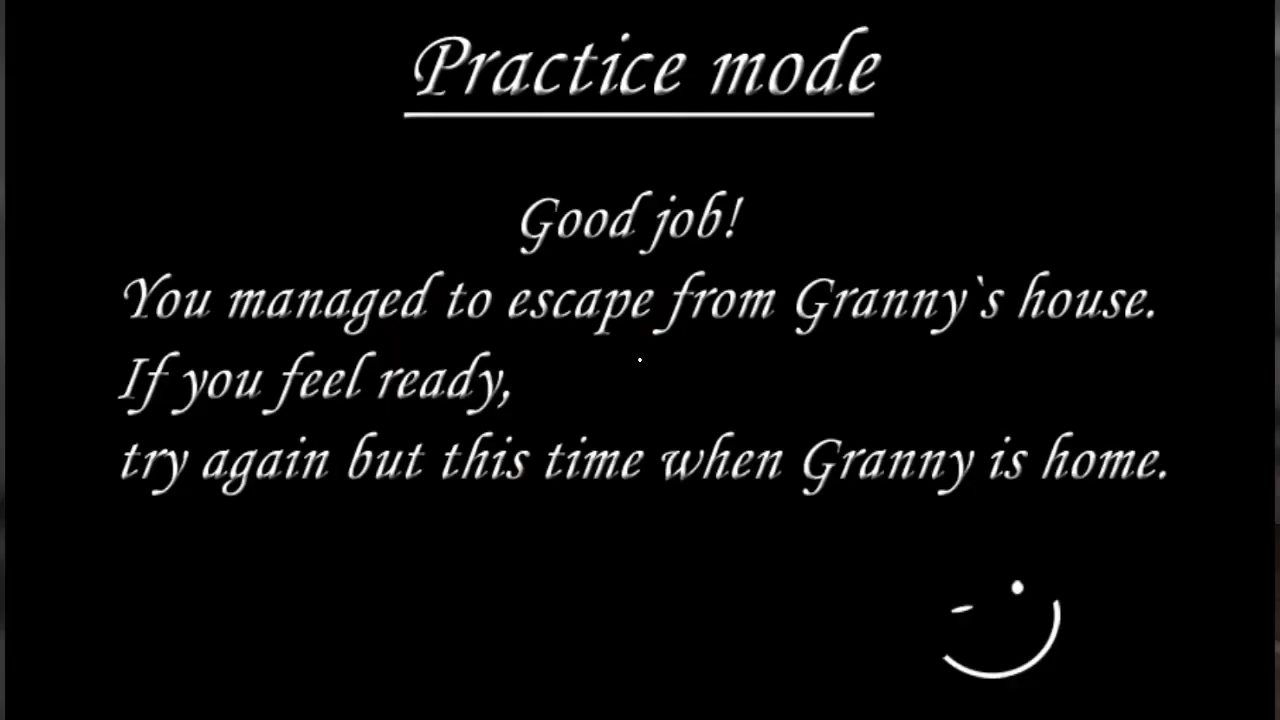 Practice mode
Good job!
You managed to escape from Granny`s house.
If you feel ready,
try again but this time when Granny is home.